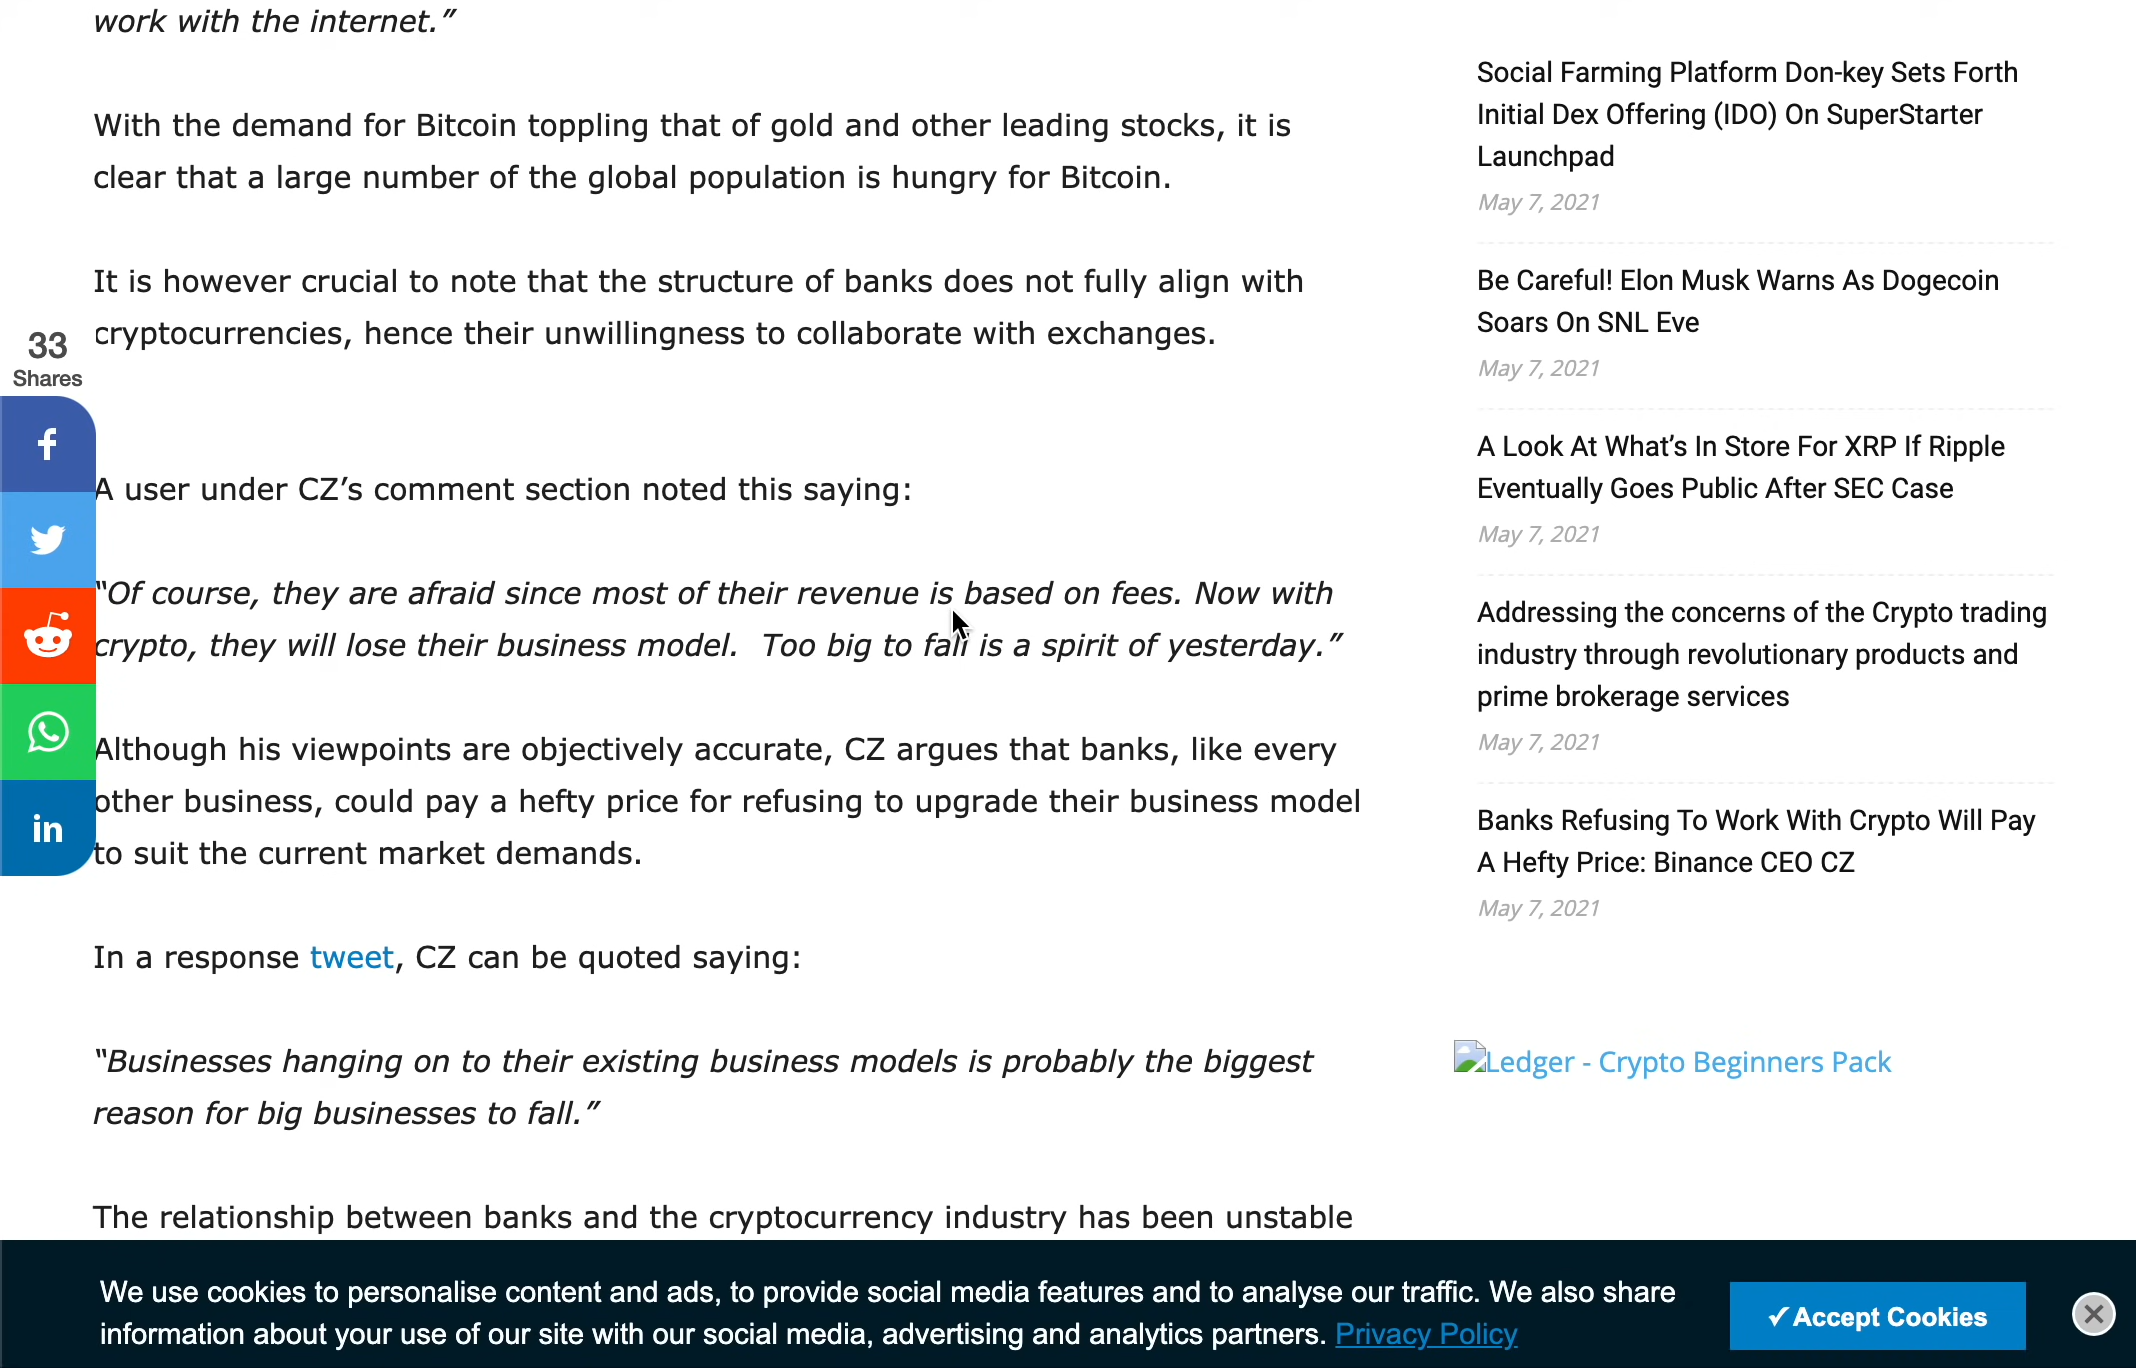 work with the internet.”
With the demand for Bitcoin toppling that of gold and other leading stocks, it is
clear that a large number of the global population is hungry for Bitcoin.
It is however crucial to note that the structure of banks does not fully align with
cryptocurrencies, hence their unwillingness to collaborate with exchanges.
33
Shares
A user under CZ’s comment section noted this saying:
“Of course, they are afraid since most of their revenue is based on fees. Now with
crypto, they will lose their business model.  Too big to fall is a spirit of yesterday.”
Although his viewpoints are objectively accurate, CZ argues that banks, like every
other business, could pay a hefty price for refusing to upgrade their business model
to suit the current market demands.
In a response tweet, CZ can be quoted saying:
“Businesses hanging on to their existing business models is probably the biggest
reason for big businesses to fall.”
The relationship between banks and the cryptocurrency industry has been unstable
Social Farming Platform Don-key Sets Forth
Initial Dex Offering (IDO) On SuperStarter
Launchpad
May 7, 2021
Be Careful! Elon Musk Warns As Dogecoin
Soars On SNL Eve
May 7, 2021
A Look At What’s In Store For XRP If Ripple
Eventually Goes Public After SEC Case
May 7, 2021
Addressing the concerns of the Crypto trading
industry through revolutionary products and
prime brokerage services
May 7, 2021
Banks Refusing To Work With Crypto Will Pay
A Hefty Price: Binance CEO CZ
May 7, 2021
Ledger - Crypto Beginners Pack
We use cookies to personalise content and ads, to provide social media features and to analyse our traffic. We also share
information about your use of our site with our social media, advertising and analytics partners. Privacy Policy
✓Accept Cookies